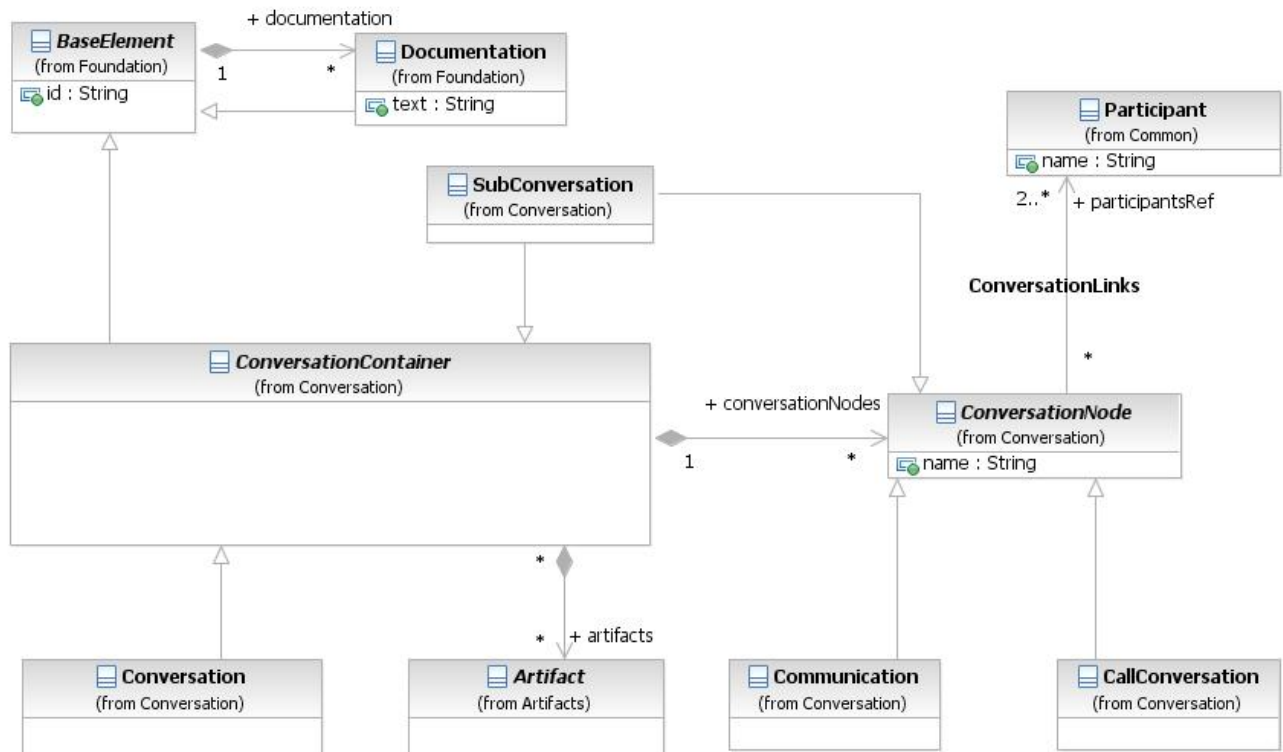 + documentation
BaseElement
(from Foundation)
id : String
1
*
Documentation
(from Foundation)
text : String
Participant
(from Common)
name : String
2..*
+ participantsRef
SubConversation
(from Conversation)
ConversationLinks
*
ConversationContainer
(from Conversation)
+ conversationNodes
1
*
ConversationNode
(from Conversation)
name : String
*
*
+ artifacts
Conversation
(from Conversation)
Artifact
(from Artifacts)
Communication
(from Conversation)
CallConversation
(from Conversation)